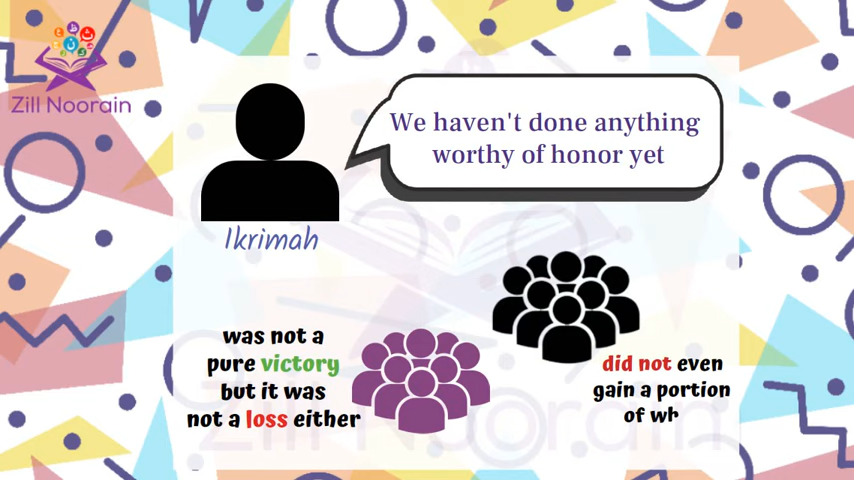 Zill Noorain
We haven't done anything
worthy of honor yet
Ikrimah
was not a
pure victory
but it was
not a loss either
did not even
gain a portion
of wh